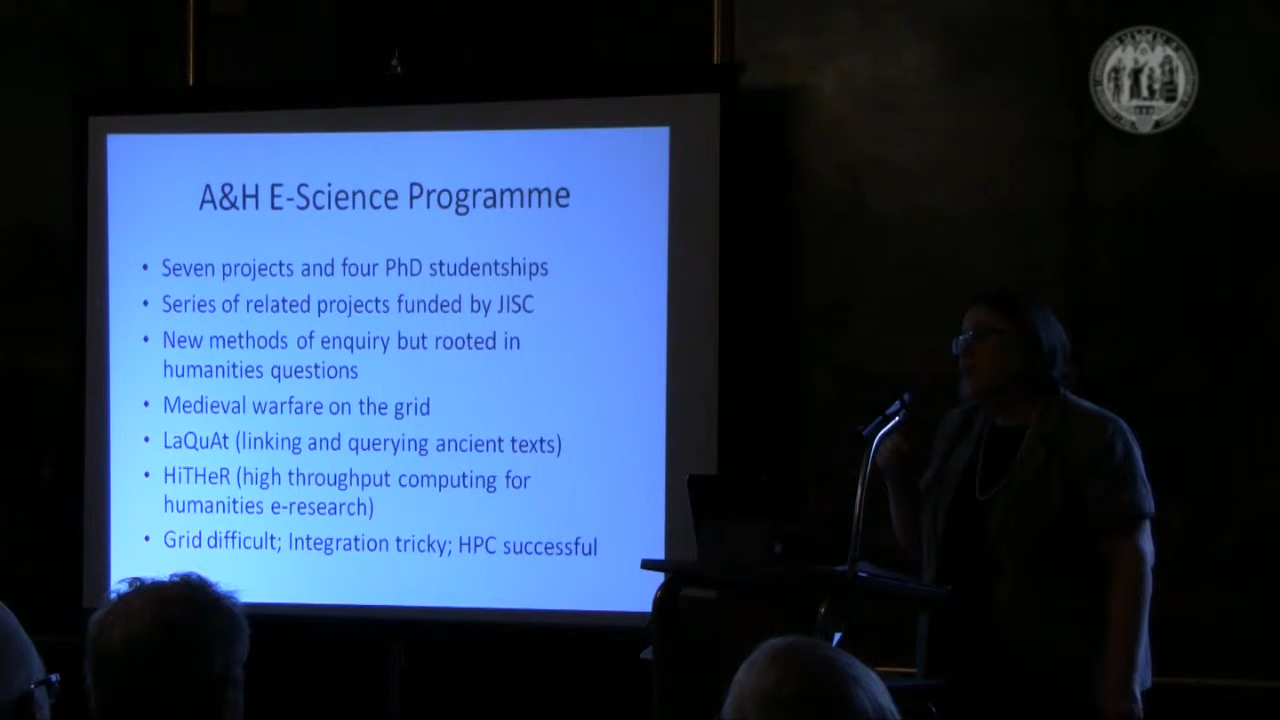 A&H E-Science Programme
• Seven projects and four PhD studentships
• Series of related projects funded by JISC
• New methods of enquiry but rooted in
humanities questions
• Medieval warfare on the grid
• LaQuAt (linking and querying ancient texts)
• HiTHeR (high throughput computing for
humanities e-research)
• Grid difficult; Integration tricky; HPC successful